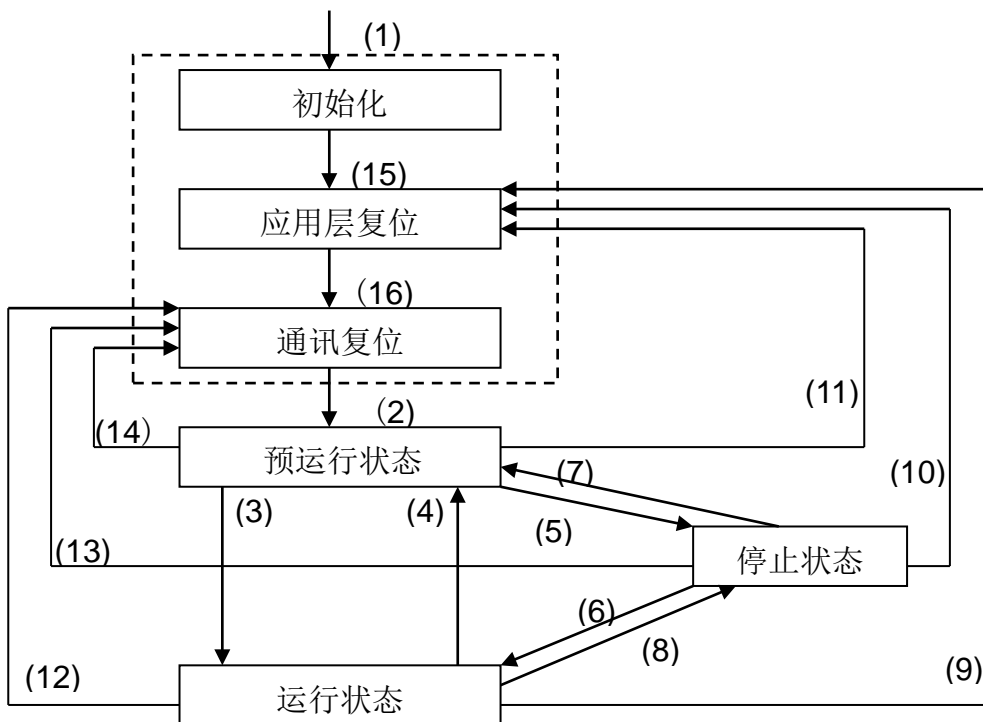 (1)
初始化
(15)
应用层复位
（16)
通讯复位
（2)
(11)
(14）
预运行状态
(7)
(10)
(3)
(4)
(5)
(13)
停止状态
(6)
(8)
(12)
(9)
运行状态